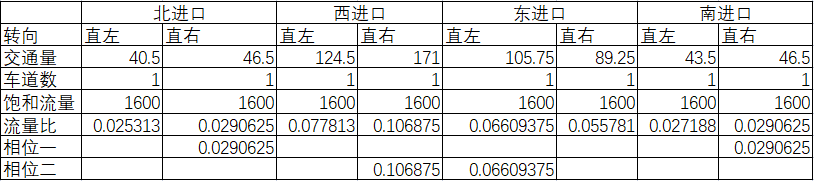 北进口 西进口 东进口 南进口
转向 直左 直右 直左 直右 直左 直右 直左 直右
交通量 40.5 46.5 124.5 171 105.75 89.25 43.5 46.5
车道数 1 1 1 1 1 1 1 1
饱和流量 1600 1600 1600 1600 1600 1600 1600 1600
流量比 0.025313 0.0290625 0.077813 0.106875 0.06609375 0.055781 0.027188 0.0290625
相位一 0.0290625 0.0290625
相位二 0.106875 0.06609375